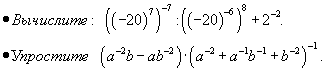 ● Вычислите: ((−20)⁷)⁻⁷:((−20)⁻⁶)⁸+2⁻².
● Упростите (a⁻²b−ab⁻²)·(a⁻²+a⁻¹b⁻¹+b⁻²)⁻¹.